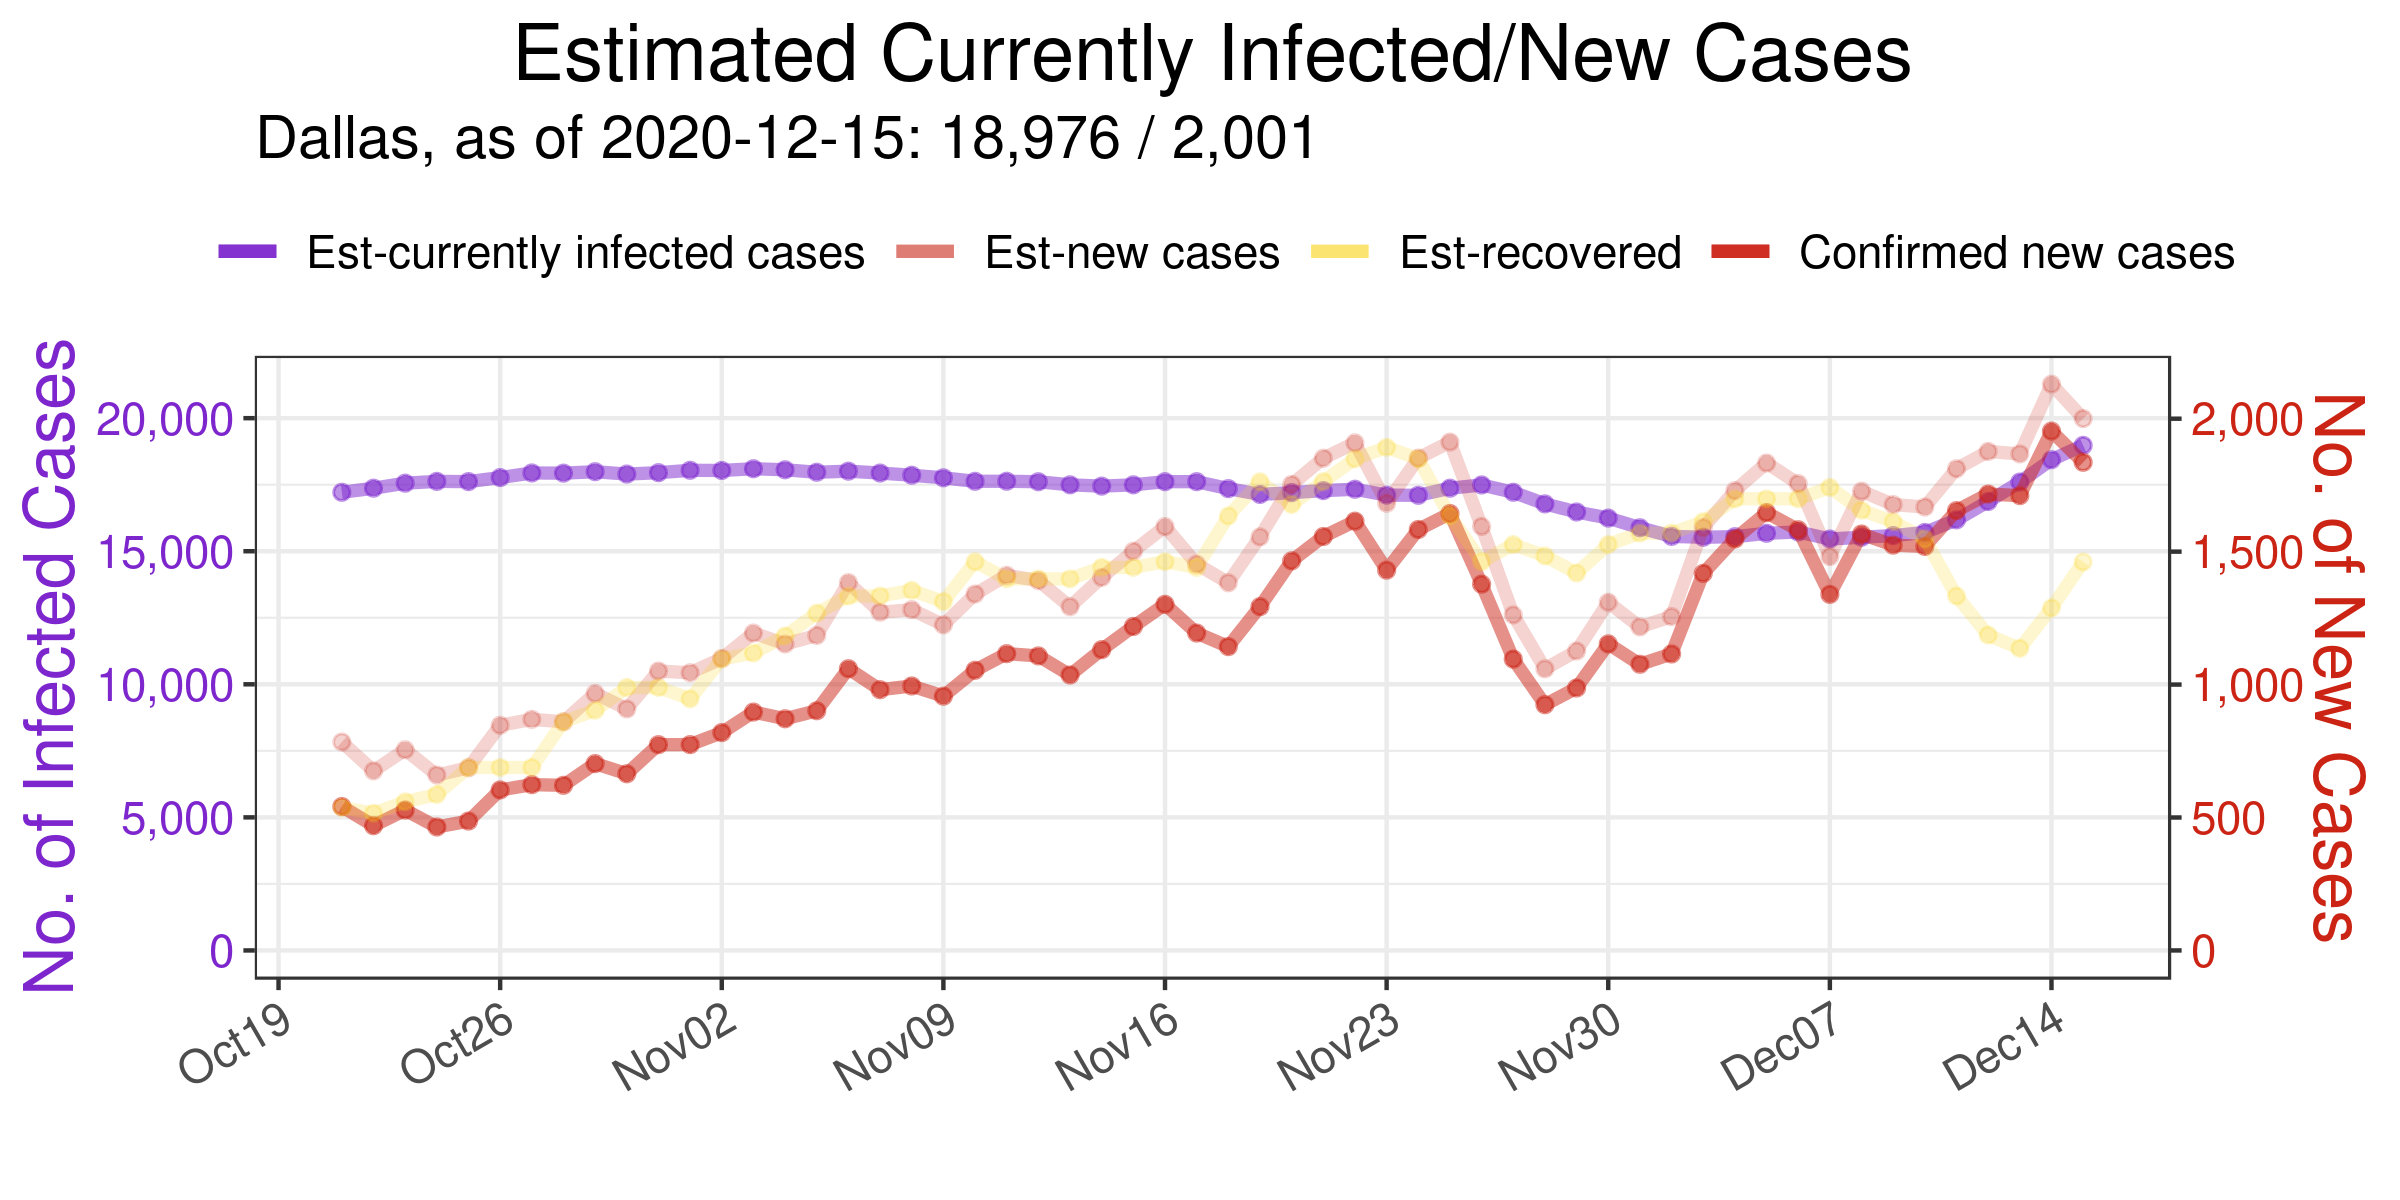 Estimated Currently Infected/New Cases
Dallas, as of 2020-12-15: 18,976 / 2,001
Est-currently infected cases Est-new cases Est-recovered Confirmed new cases
No. of Infected Cases
20,000
15,000
10,000
5,000
0
2,000
1,500
1,000
500
0
No. of New Cases
Oct19 Oct26 Nov02 Nov09 Nov16 Nov23 Nov30 Dec07 Dec14